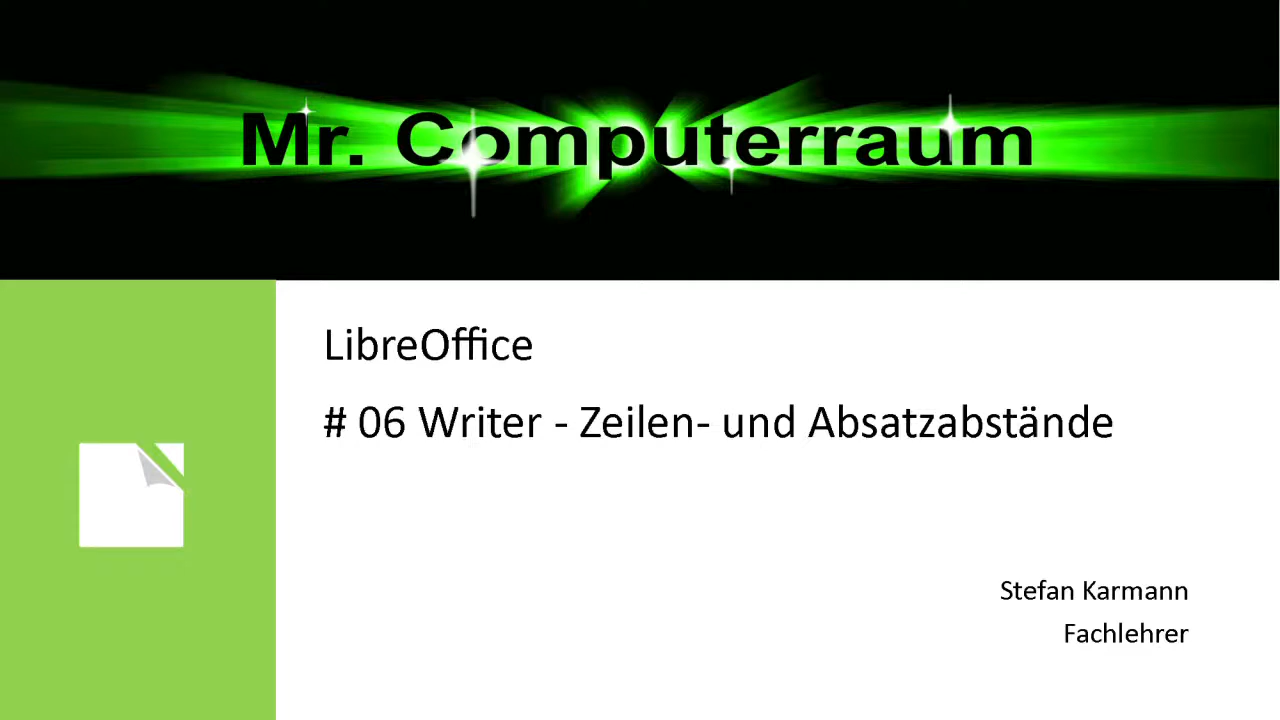 Mr. Computerraum
LibreOffice
# 06 Writer - Zeilen- und Absatzabstände
Stefan Karmann
Fachlehrer